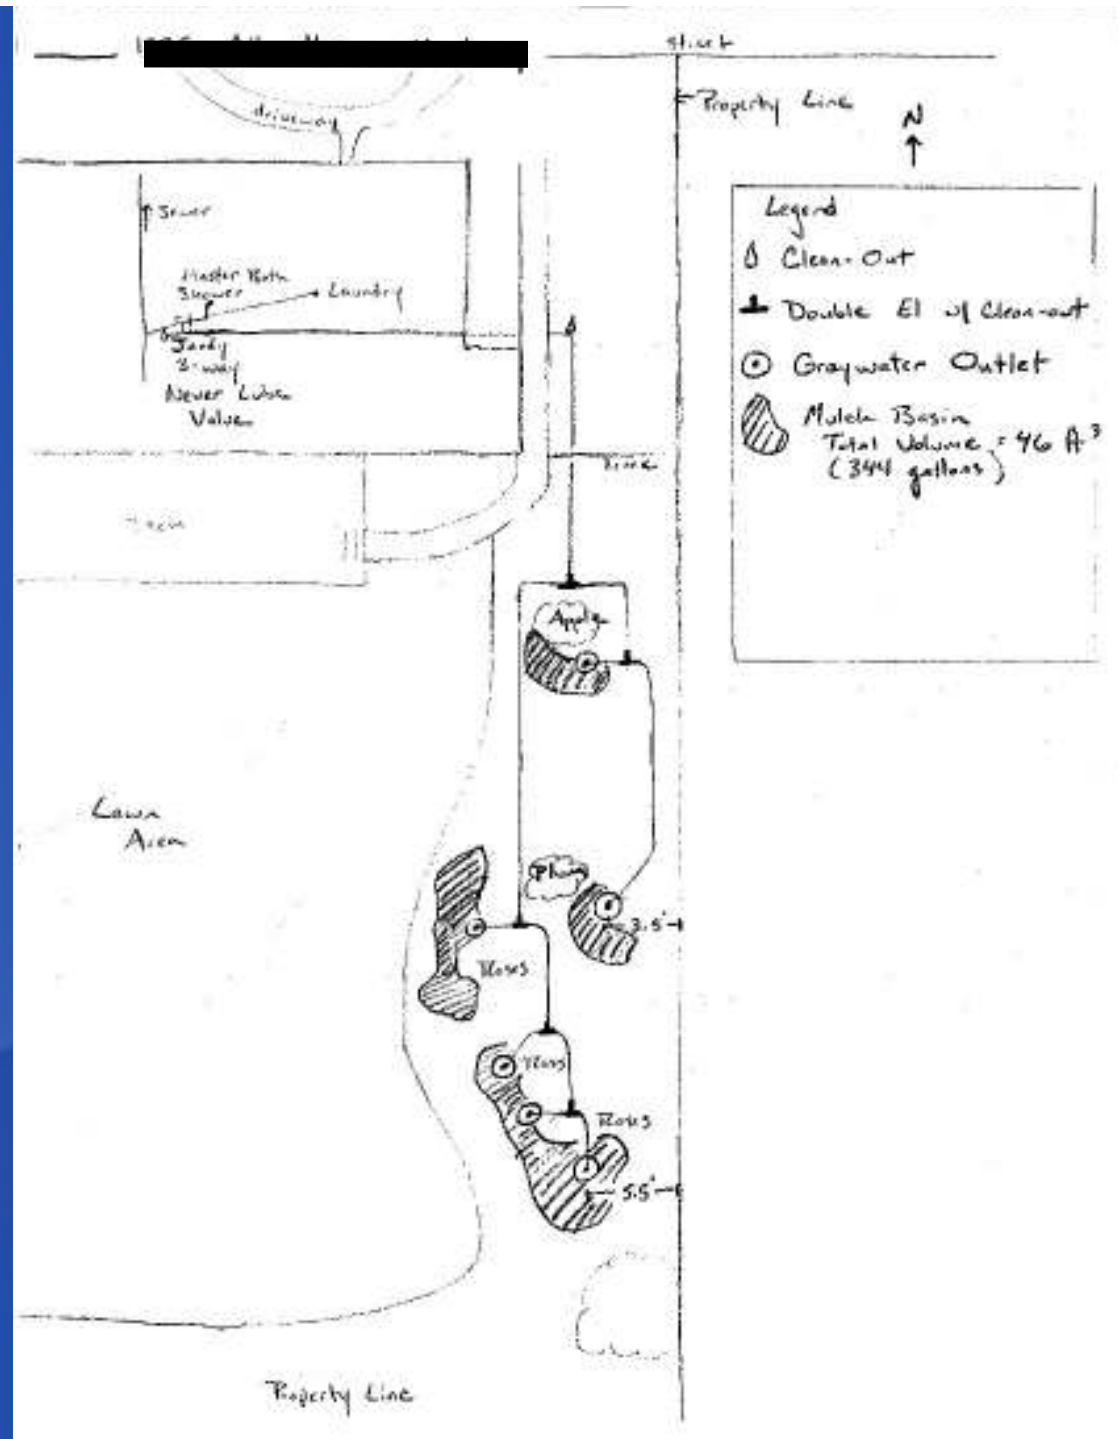 street
Property Line
N
driveway
Legend
Sewer
Clean-Out
Master Bath
Shower
Laundry
Double El w/ Clean-out
Jandy
3-way
Never Lube
Valve
Graywater Outlet
Mulch Basin
Total Volume = 46 ft³
(344 gallons)
Apple
Lawn
Area
Plum
3.5'
Roses
Roses
Roses
5.5'
Property Line